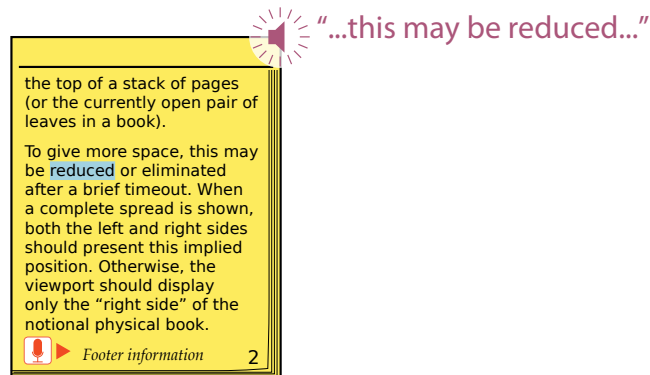 “...this may be reduced...”
the top of a stack of pages
(or the currently open pair of
leaves in a book).
To give more space, this may
be reduced or eliminated
after a brief timeout. When
a complete spread is shown,
both the left and right sides
should present this implied
position. Otherwise, the
viewport should display
only the “right side” of the
notional physical book.
Footer information 2